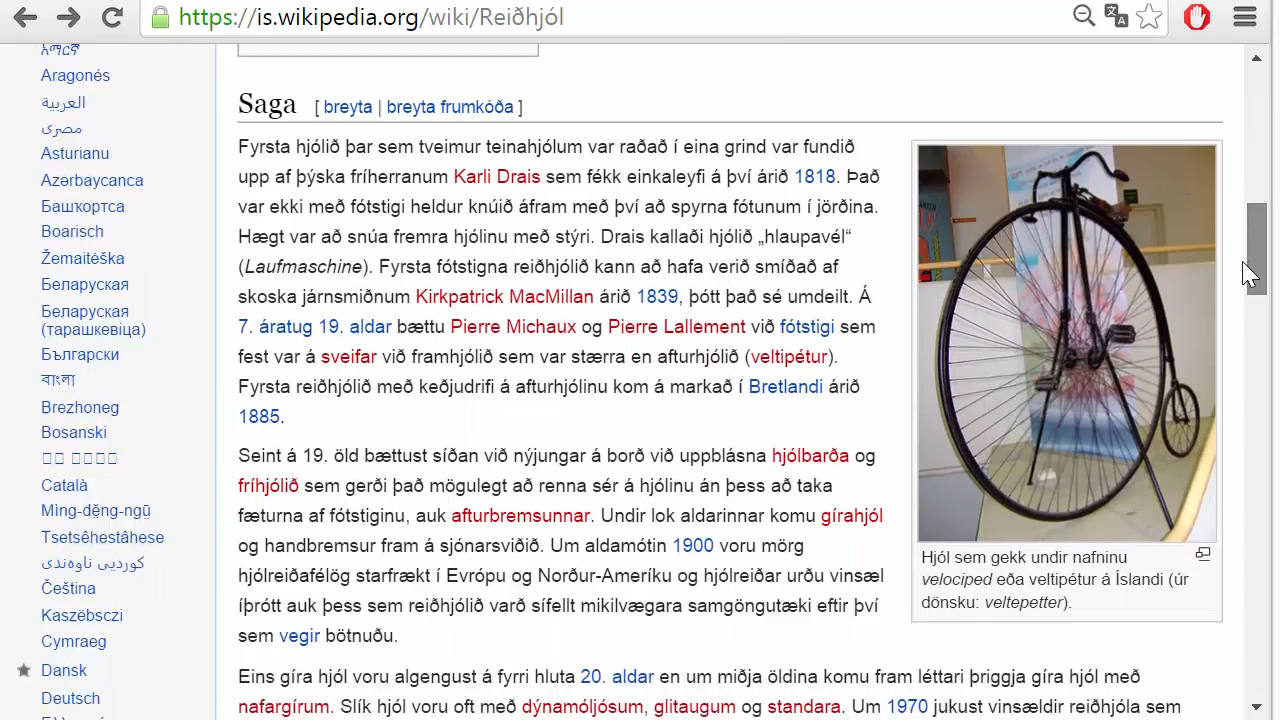 https://is.wikipedia.org/wiki/Reiðhjól
Aragonés
العربية
مصرى
Asturianu
Azərbaycanca
Башҡортса
Boarisch
Žemaitėška
Беларуская
Беларуская
(тарашкевіца)
Български
বাংলা
Brezhoneg
Bosanski
Català
Mìng-dĕ̤ng-ngṳ̄
Tsetsêhestâhese
کوردیی ناوەندی
Čeština
Kaszëbsczi
Cymraeg
Dansk
Deutsch
Saga [ breyta | breyta frumkóða ]
Fyrsta hjólið þar sem tveimur teinahjólum var raðað í eina grind var fundið
upp af þýska fríherranum Karli Drais sem fékk einkaleyfi á því árið 1818. Það
var ekki með fótstigi heldur knúið áfram með því að spyrna fótunum í jörðina.
Hægt var að snúa fremra hjólinu með stýri. Drais kallaði hjólið „hlaupavél“
(Laufmaschine). Fyrsta fótstigna reiðhjólið kann að hafa verið smíðað af
skoska járnsmiðnum Kirkpatrick MacMillan árið 1839, þótt það sé umdeilt. Á
7. áratug 19. aldar bættu Pierre Michaux og Pierre Lallement við fótstigi sem
fest var á sveifar við framhjólið sem var stærra en afturhjólið (veltipétur).
Fyrsta reiðhjólið með keðjudrifi á afturhjólinu kom á markað í Bretlandi árið
1885.
Seint á 19. öld bættust síðan við nýjungar á borð við uppblásna hjólbarða og
fríhjólið sem gerði það mögulegt að renna sér á hjólinu án þess að taka
fæturna af fótstiginu, auk afturbremsunnar. Undir lok aldarinnar komu gírahjól
og handbremsur fram á sjónarsviðið. Um aldamótin 1900 voru mörg
hjólreiðafélög starfrækt í Evrópu og Norður-Ameríku og hjólreiðar urðu vinsæl
íþrótt auk þess sem reiðhjólið varð sífellt mikilvægara samgöngutæki eftir því
sem vegir bötnuðu.
Eins gíra hjól voru algengust á fyrri hluta 20. aldar en um miðja öldina komu fram léttari þriggja gíra hjól með
nafargírum. Slík hjól voru oft með dýnamóljósum, glitaugum og standara. Um 1970 jukust vinsældir reiðhjóla sem
Hjól sem gekk undir nafninu
velociped eða veltipétur á Íslandi (úr
dönsku: veltepetter).